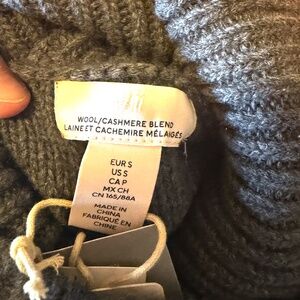 WOOL/CASHMERE BLEND
LAINE ET CACHEMIRE MÉLAIGÉS
EUR S
US S
CA P
MX CH
CN 165/88A
MADE IN
CHINA
FABRIQUÉ EN
CHINE